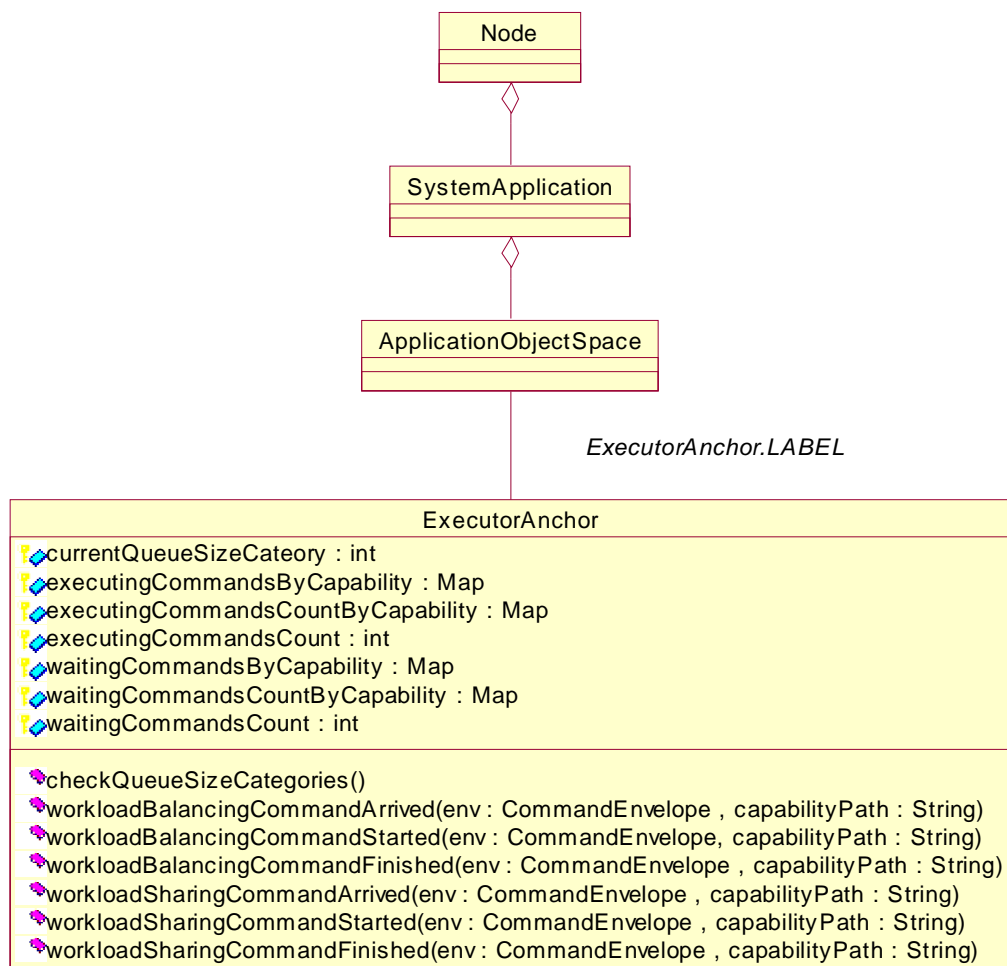 Node
SystemApplication
ApplicationObjectSpace
ExecutorAnchor.LABEL
ExecutorAnchor
currentQueueSizeCateory : int
executingCommandsByCapability : Map
executingCommandsCountByCapability : Map
executingCommandsCount : int
waitingCommandsByCapability : Map
waitingCommandsCountByCapability : Map
waitingCommandsCount : int
checkQueueSizeCategories()
workloadBalancingCommandArrived(env : CommandEnvelope , capabilityPath : String)
workloadBalancingCommandStarted(env : CommandEnvelope, capabilityPath : String)
workloadBalancingCommandFinished(env : CommandEnvelope , capabilityPath : String)
workloadSharingCommandArrived(env : CommandEnvelope , capabilityPath : String)
workloadSharingCommandStarted(env : CommandEnvelope , capabilityPath : String)
workloadSharingCommandFinished(env : CommandEnvelope , capabilityPath : String)